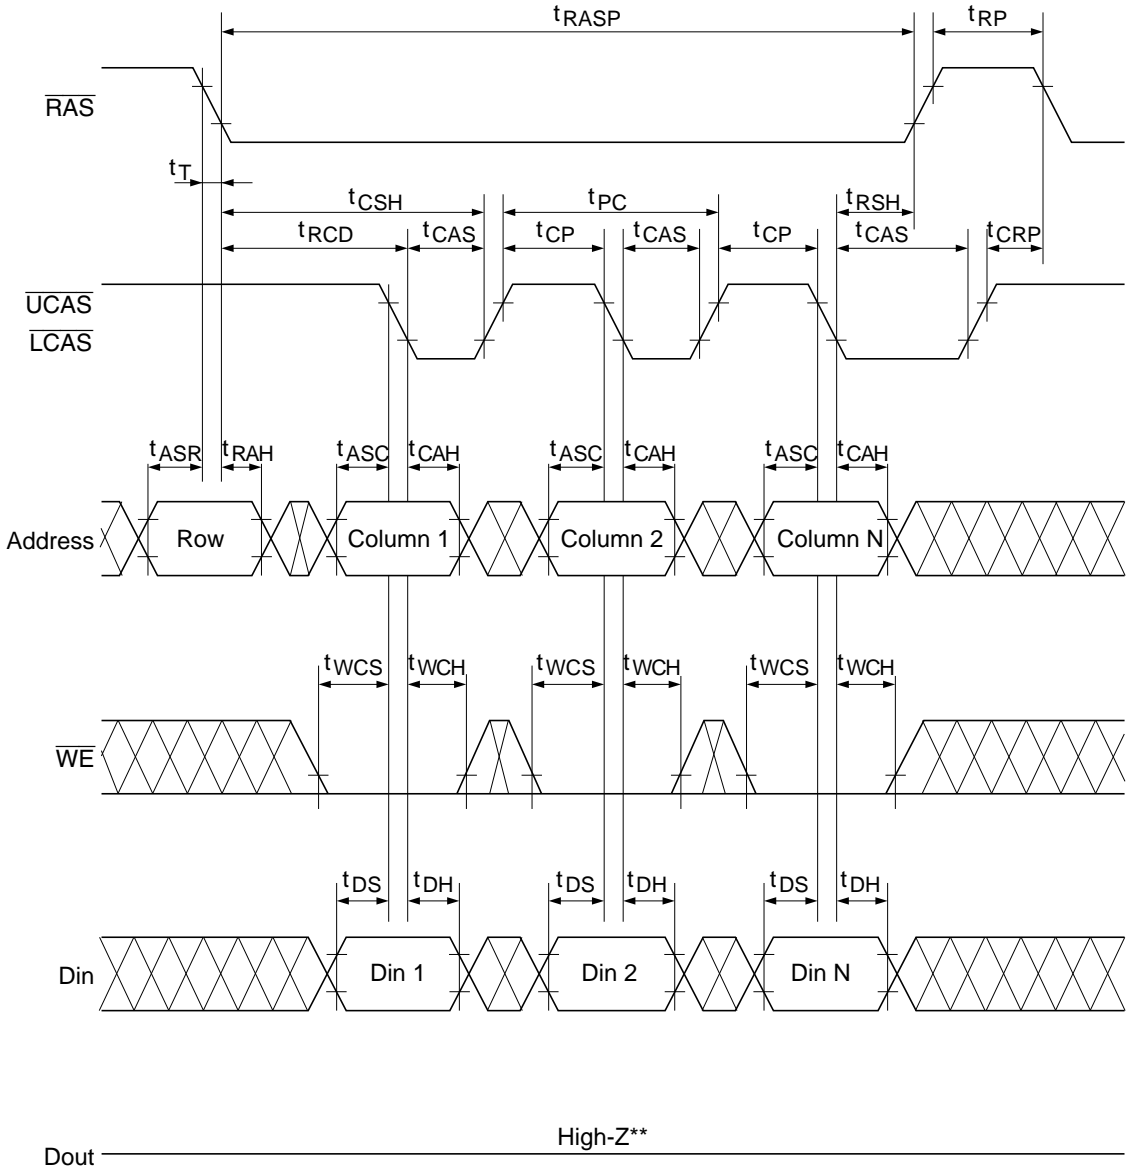 tRASP tRP
RAS
tT
tCSH tPC tRSH
tRCD tCAS tCP tCAS tCP tCAS tCRP
UCAS
LCAS
tASR tRAH tASC tCAH tASC tCAH tASC tCAH
Address Row Column 1 Column 2 Column N
tWCS tWCH tWCS tWCH tWCS tWCH
WE
tDS tDH tDS tDH tDS tDH
Din Din 1 Din 2 Din N
High-Z**
Dout